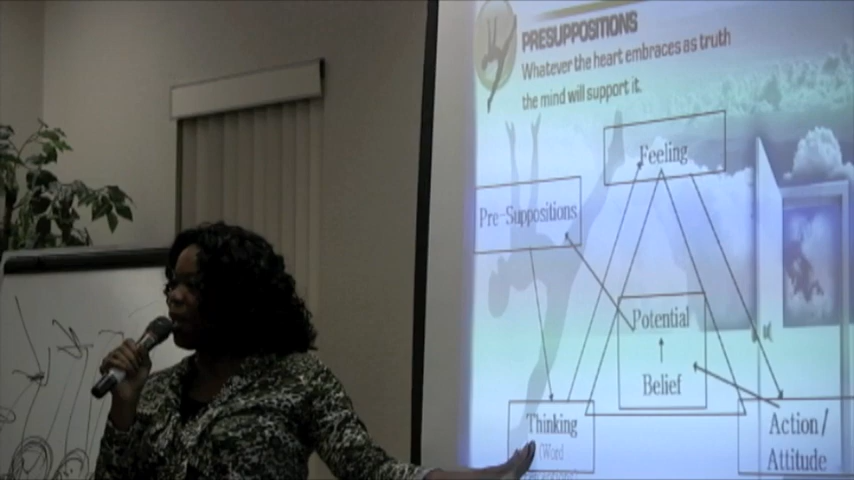 PRESUPPOSITIONS
Whatever the heart embraces as truth
the mind will support it.
Feeling
Pre-Suppositions
Potential
Belief
Thinking
(Word
Action/
Attitude